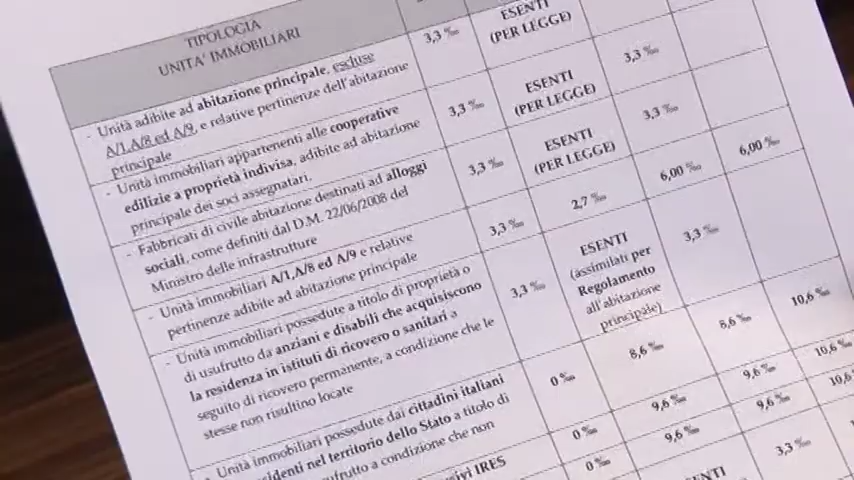 TIPOLOGIA
UNITA' IMMOBILIARI
- Unità adibite ad abitazione principale, escluse
A/1,A/8 ed A/9, e relative pertinenze dell'abitazione
principale
3,3 ‰
ESENTI
(PER LEGGE)
3,3 ‰
- Unità immobiliari appartenenti alle cooperative
edilizie a proprietà indivisa, adibite ad abitazione
principale dei soci assegnatari.
3,3 ‰
ESENTI
(PER LEGGE)
3,3 ‰
- Fabbricati di civile abitazione destinati ad alloggi
sociali, come definiti dal D.M. 22/06/2008 del
Ministro delle infrastrutture
3,3 ‰
ESENTI
(PER LEGGE)
6,00 ‰
6,00 ‰
- Unità immobiliari A/1,A/8 ed A/9 e relative
pertinenze adibite ad abitazione principale
3,3 ‰
2,7 ‰
3,3 ‰
- Unità immobiliari possedute a titolo di proprietà o
di usufrutto da anziani e disabili che acquisiscono
la residenza in istituti di ricovero o sanitari a
seguito di ricovero permanente, a condizione che le
stesse non risultino locate
3,3 ‰
ESENTI
(assimilati per
Regolamento
all'abitazione
principale)
8,6 ‰
10,6 ‰
- Unità immobiliari possedute dai cittadini italiani
residenti nel territorio dello Stato a titolo di
usufrutto a condizione che non
0 ‰
8,6 ‰
9,6 ‰
10,6 ‰
0 ‰
9,6 ‰
9,6 ‰
10,6
IRES
0 ‰
9,6 ‰
3,3 ‰